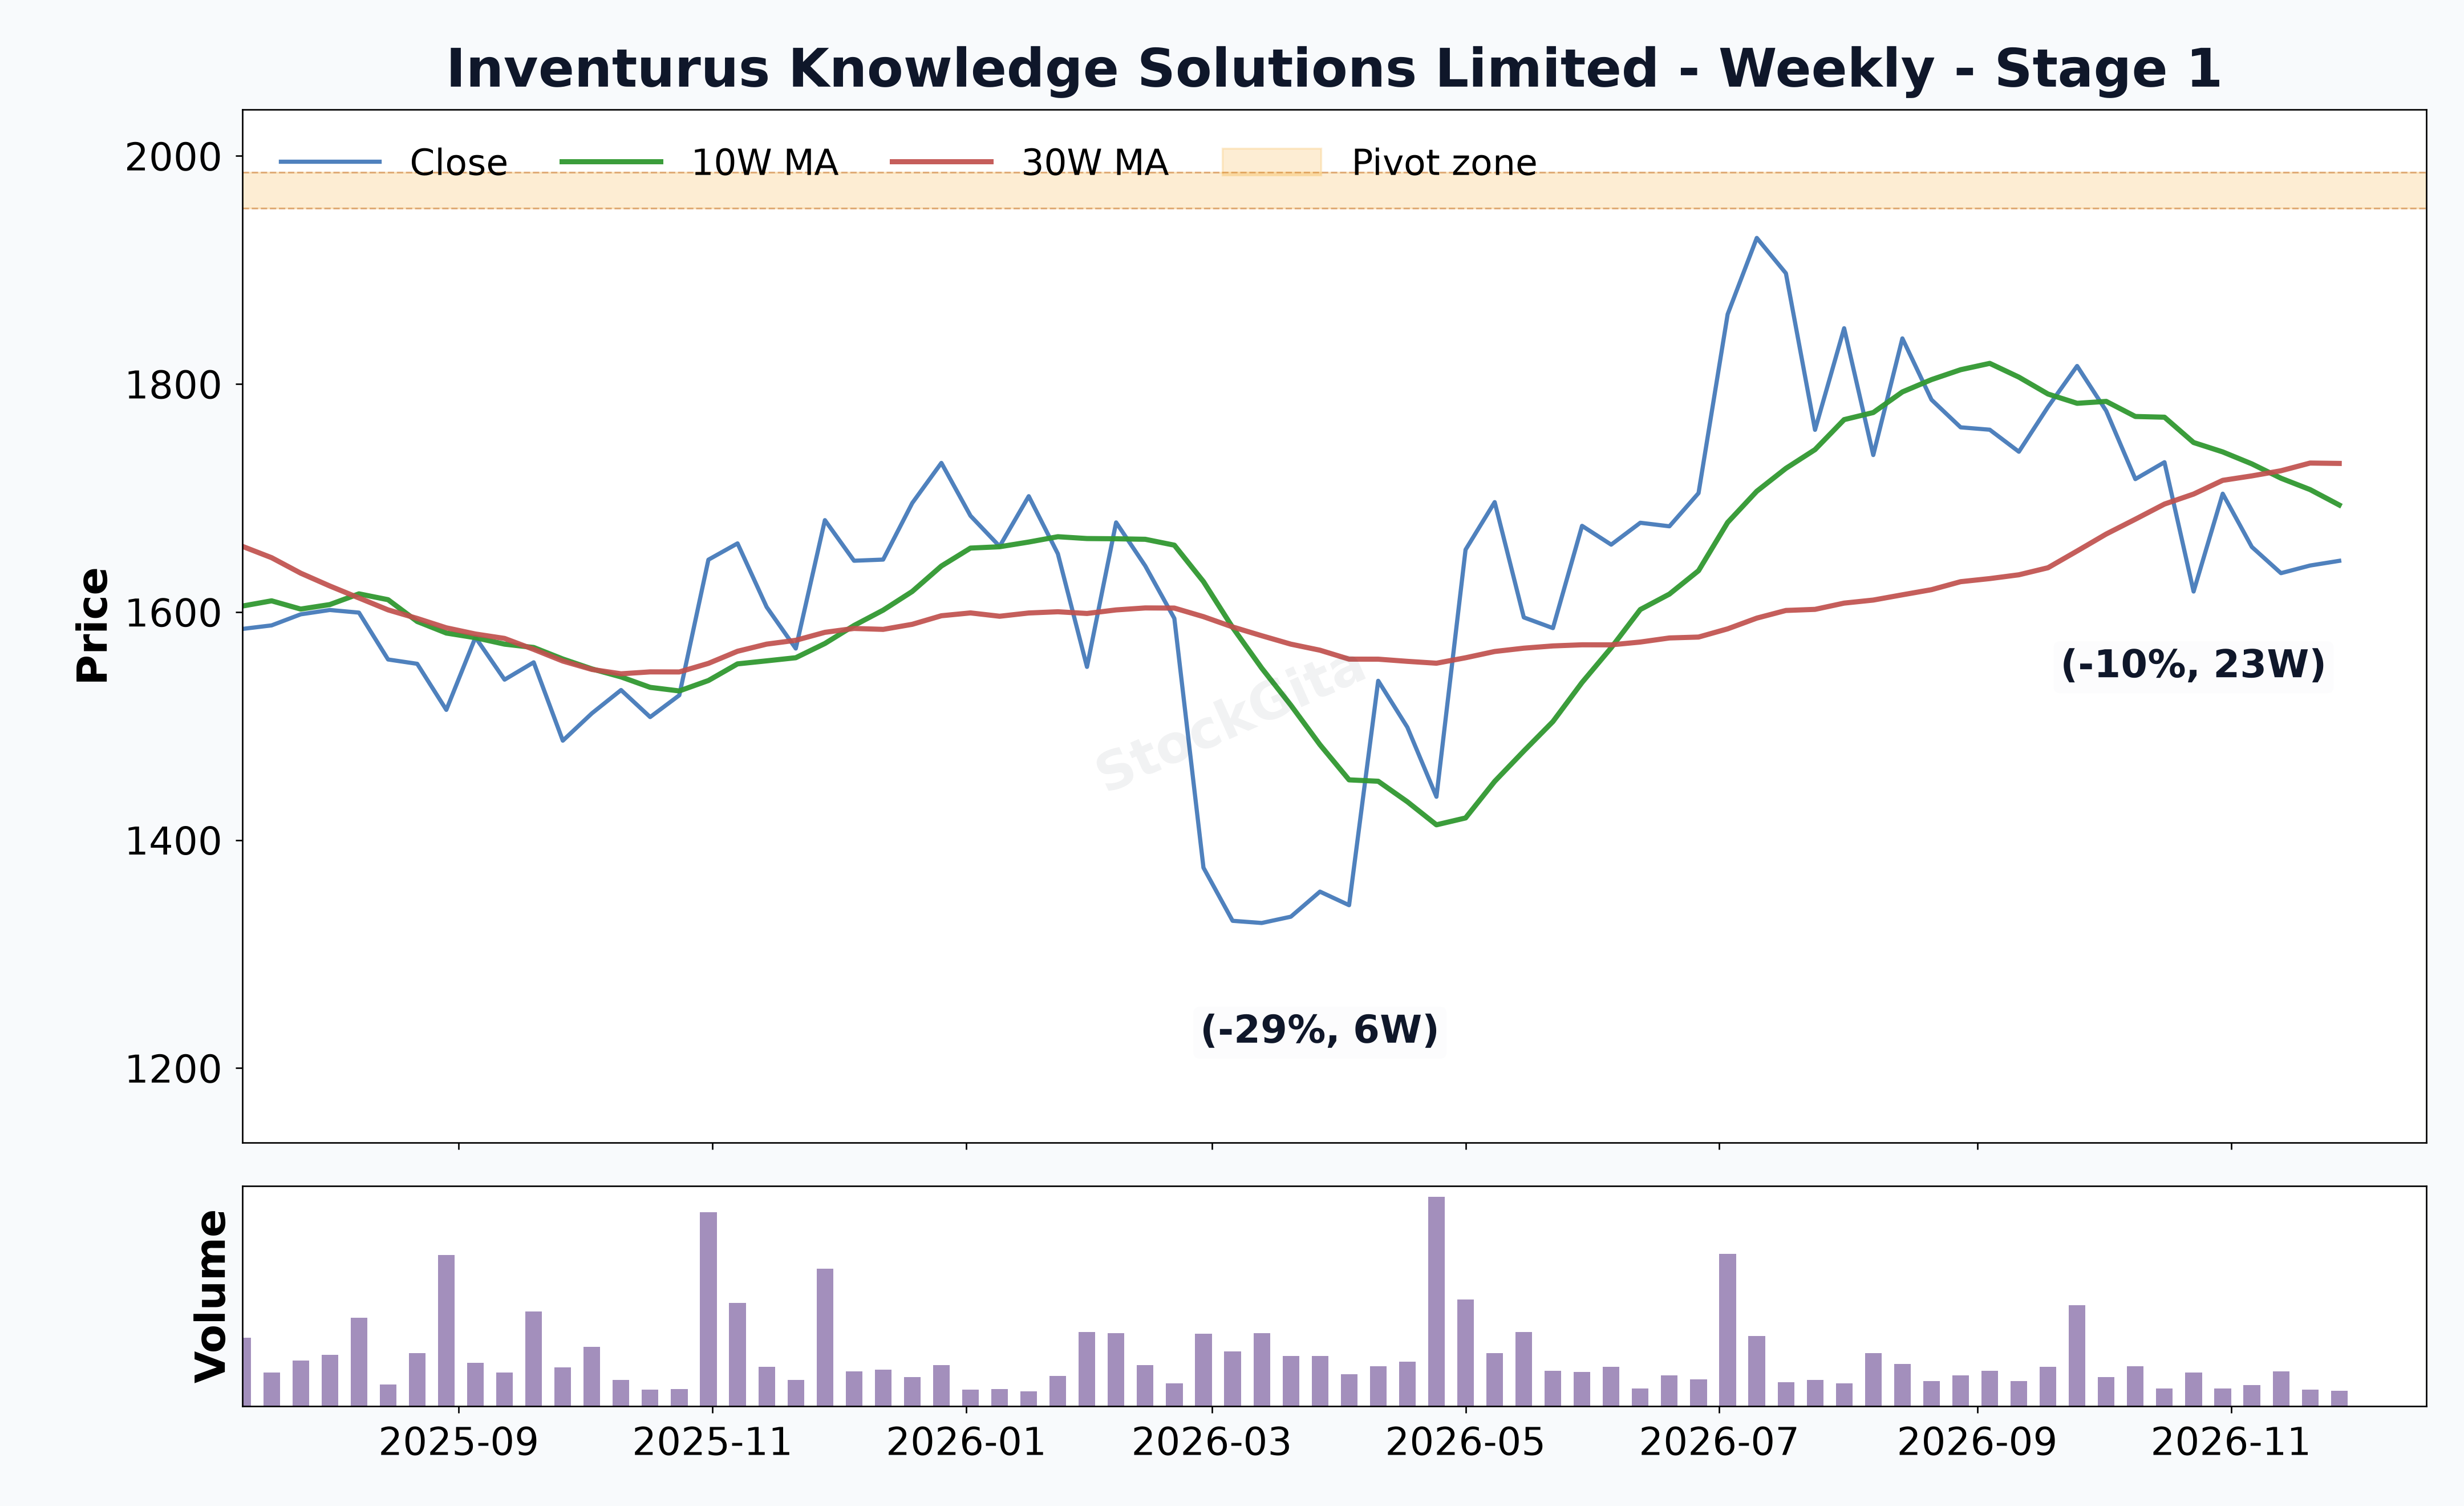 Inventurus Knowledge Solutions Limited - Weekly - Stage 1
Close 10W MA 30W MA Pivot zone
Price
2000
1800
1600
1400
1200
StockGita
(-10%, 23W)
(-29%, 6W)
Volume
2025-09 2025-11 2026-01 2026-03 2026-05 2026-07 2026-09 2026-11